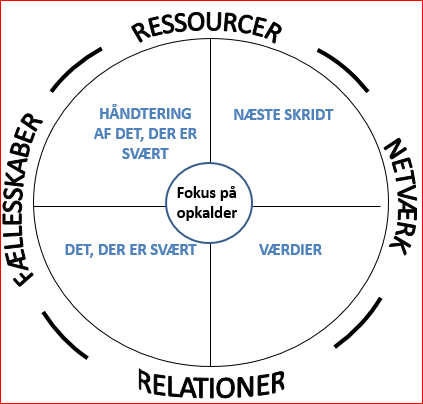 RESSOURCER
HÅNDTERING
AF DET, DER ER
SVÆRT
NÆSTE SKRIDT
FÆLLESSKABER
NETVÆRK
Fokus på
opkalder
DET, DER ER SVÆRT
VÆRDIER
RELATIONER